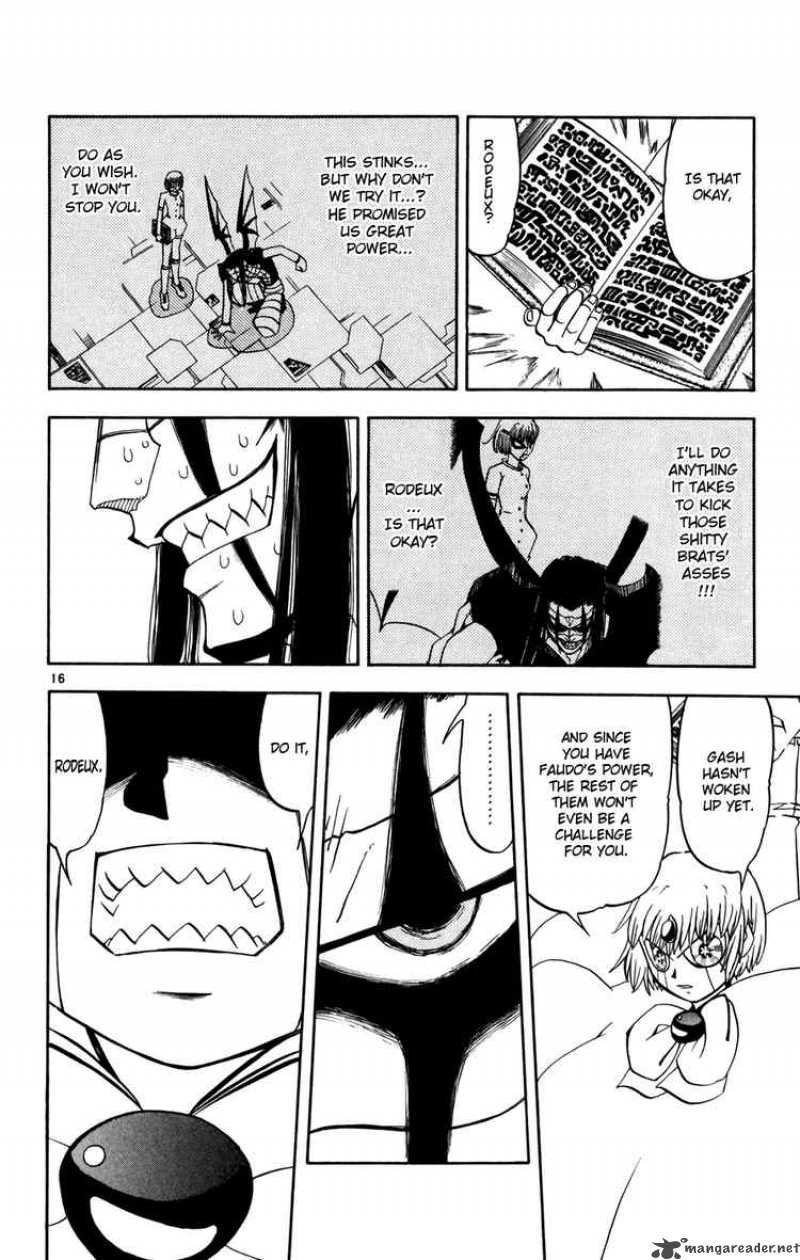 IS THAT
OKAY,
RODEUX?
THIS STINKS...
BUT WHY DON'T
WE TRY IT...?
HE PROMISED
US GREAT
POWER...
DO AS
YOU WISH.
I WON'T
STOP YOU.
I'LL DO
ANYTHING
IT TAKES
TO KICK
THOSE
SHITTY
BRATS'
ASSES
!!!
RODEUX
...
IS THAT
OKAY?
16
GASH
HASN'T
WOKEN
UP YET.
AND SINCE
YOU HAVE
FAUDO'S POWER,
THE REST OF
THEM WON'T
EVEN BE A
CHALLENGE
FOR YOU.
.........
DO IT,
RODEUX.
mangareader.net